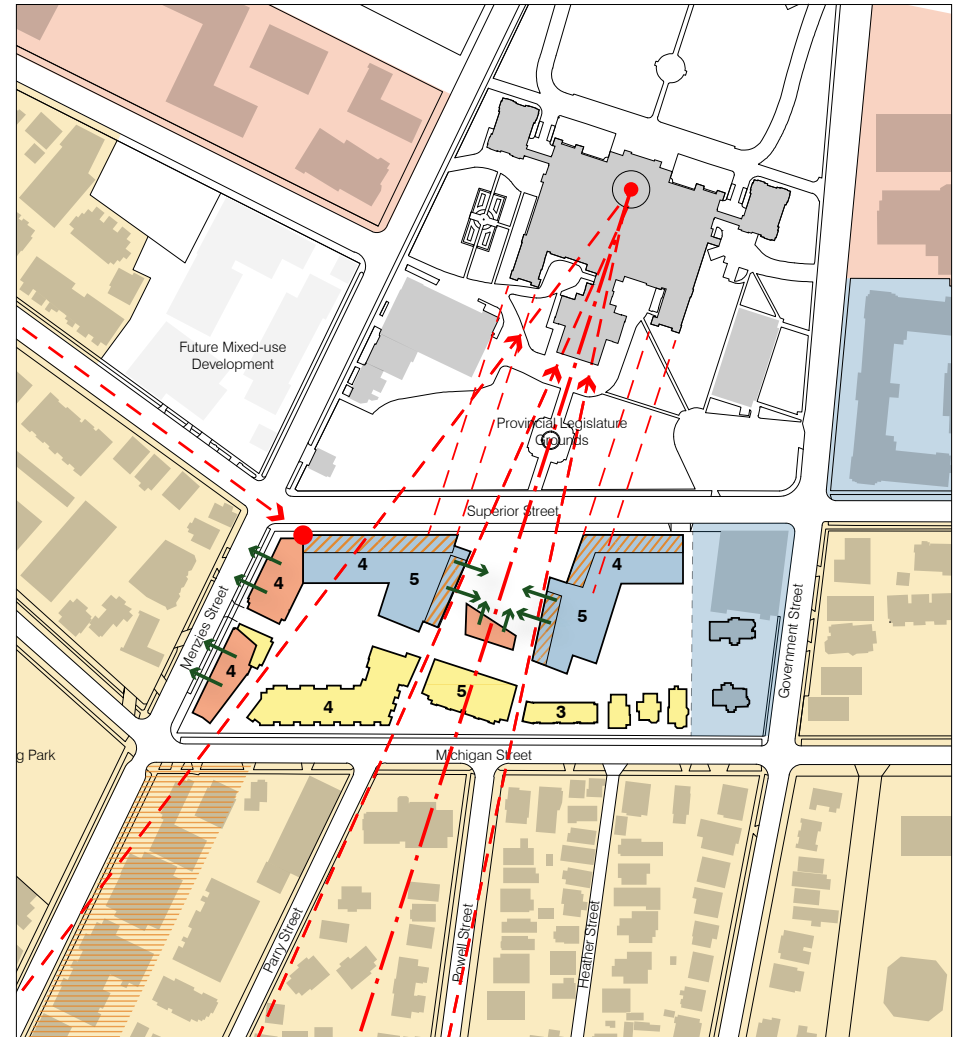 Future Mixed-use
Development
Provincial Legislature
Grounds
Superior Street
4
4
5
4
5
Menzies Street
4
4
5
3
Government Street
g Park
Michigan Street
Parry Street
Powell Street
Heather Street